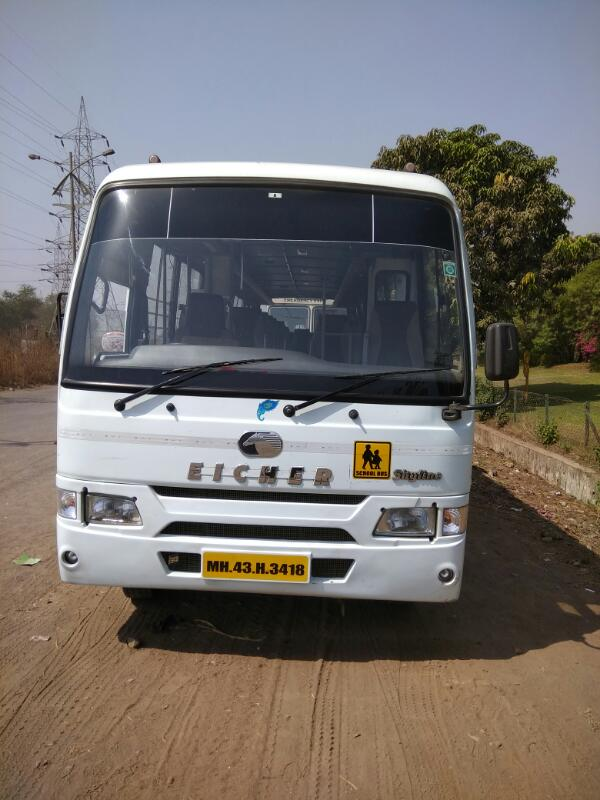 EICHER
SCHOOL BUS
Skyline
MH.43.H.3418